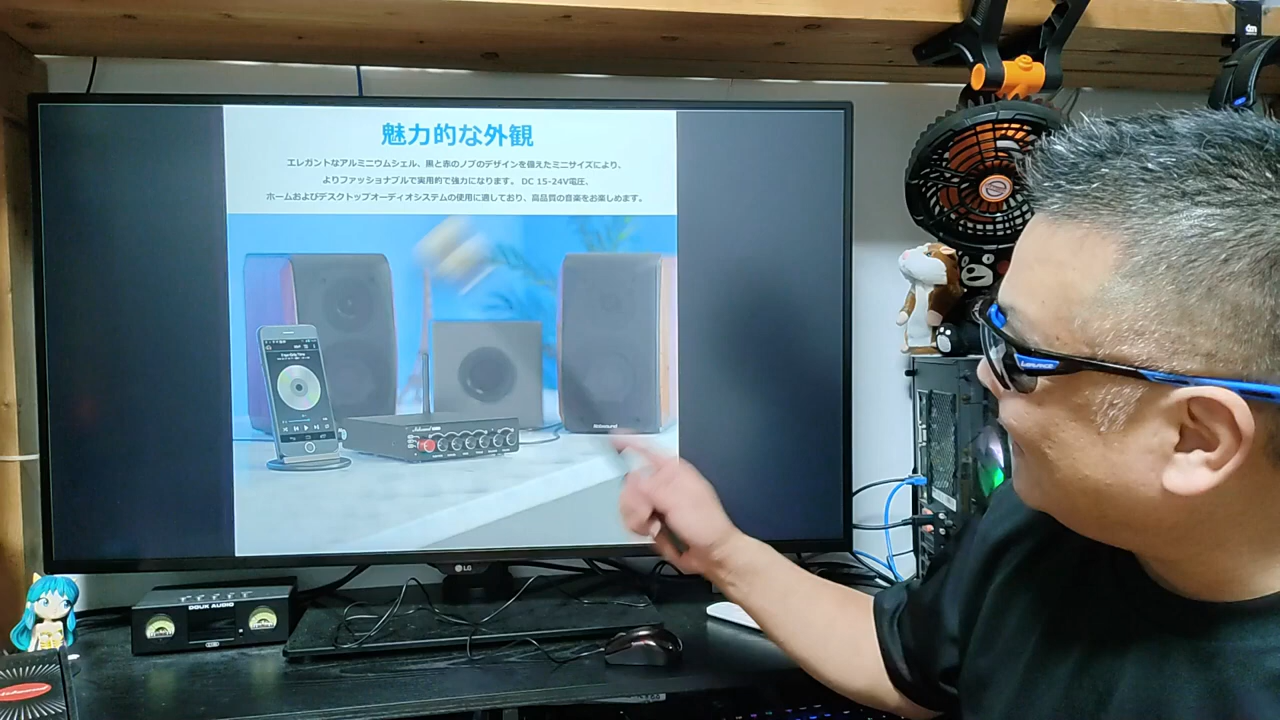 魅力的な外観
エレガントなアルミニウムシェル、黒と赤のノブのデザインを備えたミニサイズにより、
よりファッショナブルで実用的で強力になります。 DC 15-24V電圧、
ホームおよびデスクトップオーディオシステムの使用に適しており、高品質の音楽をお楽しみます。
LG
DOUK AUDIO